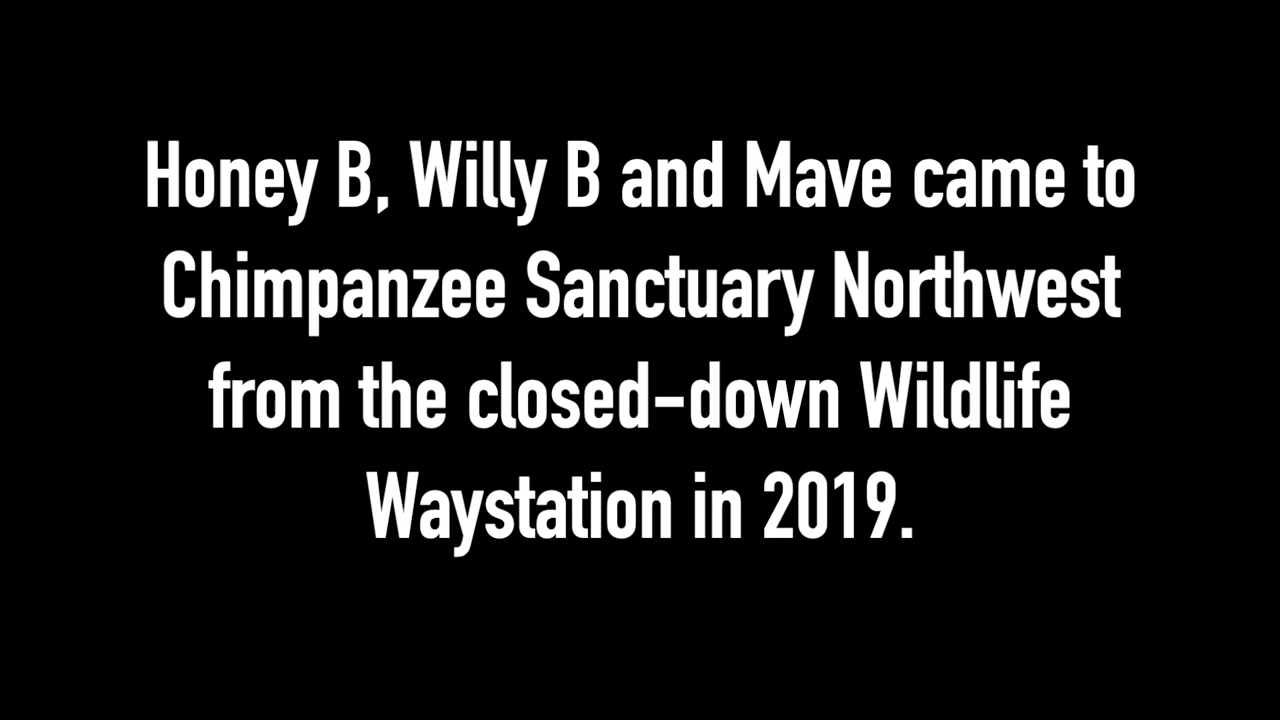 Honey B, Willy B and Mave came to
Chimpanzee Sanctuary Northwest
from the closed-down Wildlife
Waystation in 2019.